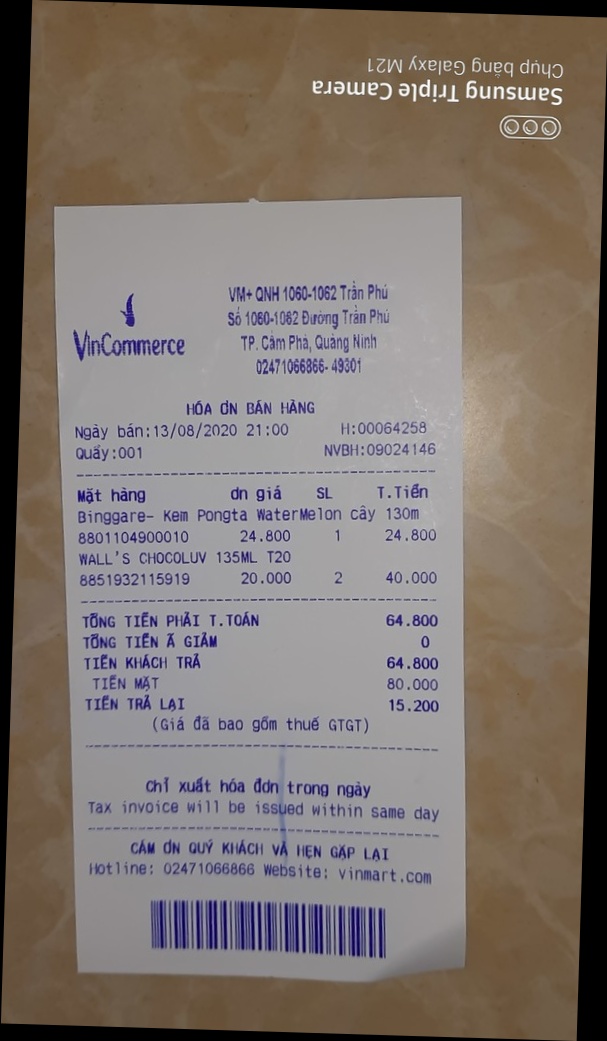 VinCommerce
VM+ QNH 1060-1062 Trần Phú
Số 1060-1062 Đường Trần Phú
TP. Cẩm Phả, Quảng Ninh
02471066866- 49301
HÓA ƠN BÁN HÀNG
Ngày bán:13/08/2020 21:00 H:00064258
Quầy:001 NVBH:09024146
Mặt hàng ơn giá SL T.Tiền
Binggare- Kem Pongta WaterMelon cây 130m
8801104900010 24.800 1 24.800
WALL'S CHOCOLUV 135ML T20
8851932115919 20.000 2 40.000
TỔNG TIỀN PHẢI T.TOÁN 64.800
TỔNG TIỀN Ã GIẢM 0
TIỀN KHÁCH TRẢ 64.800
TIỀN MẶT 80.000
TIỀN TRẢ LẠI 15.200
(Giá đã bao gồm thuế GTGT)
Chỉ xuất hóa đơn trong ngày
Tax invoice will be issued within same day
CÁM ƠN QUÝ KHÁCH VÀ HẸN GẶP LẠI
Hotline: 02471066866 Website: vinmart.com
Samsung Triple Camera
Chụp bằng Galaxy M21